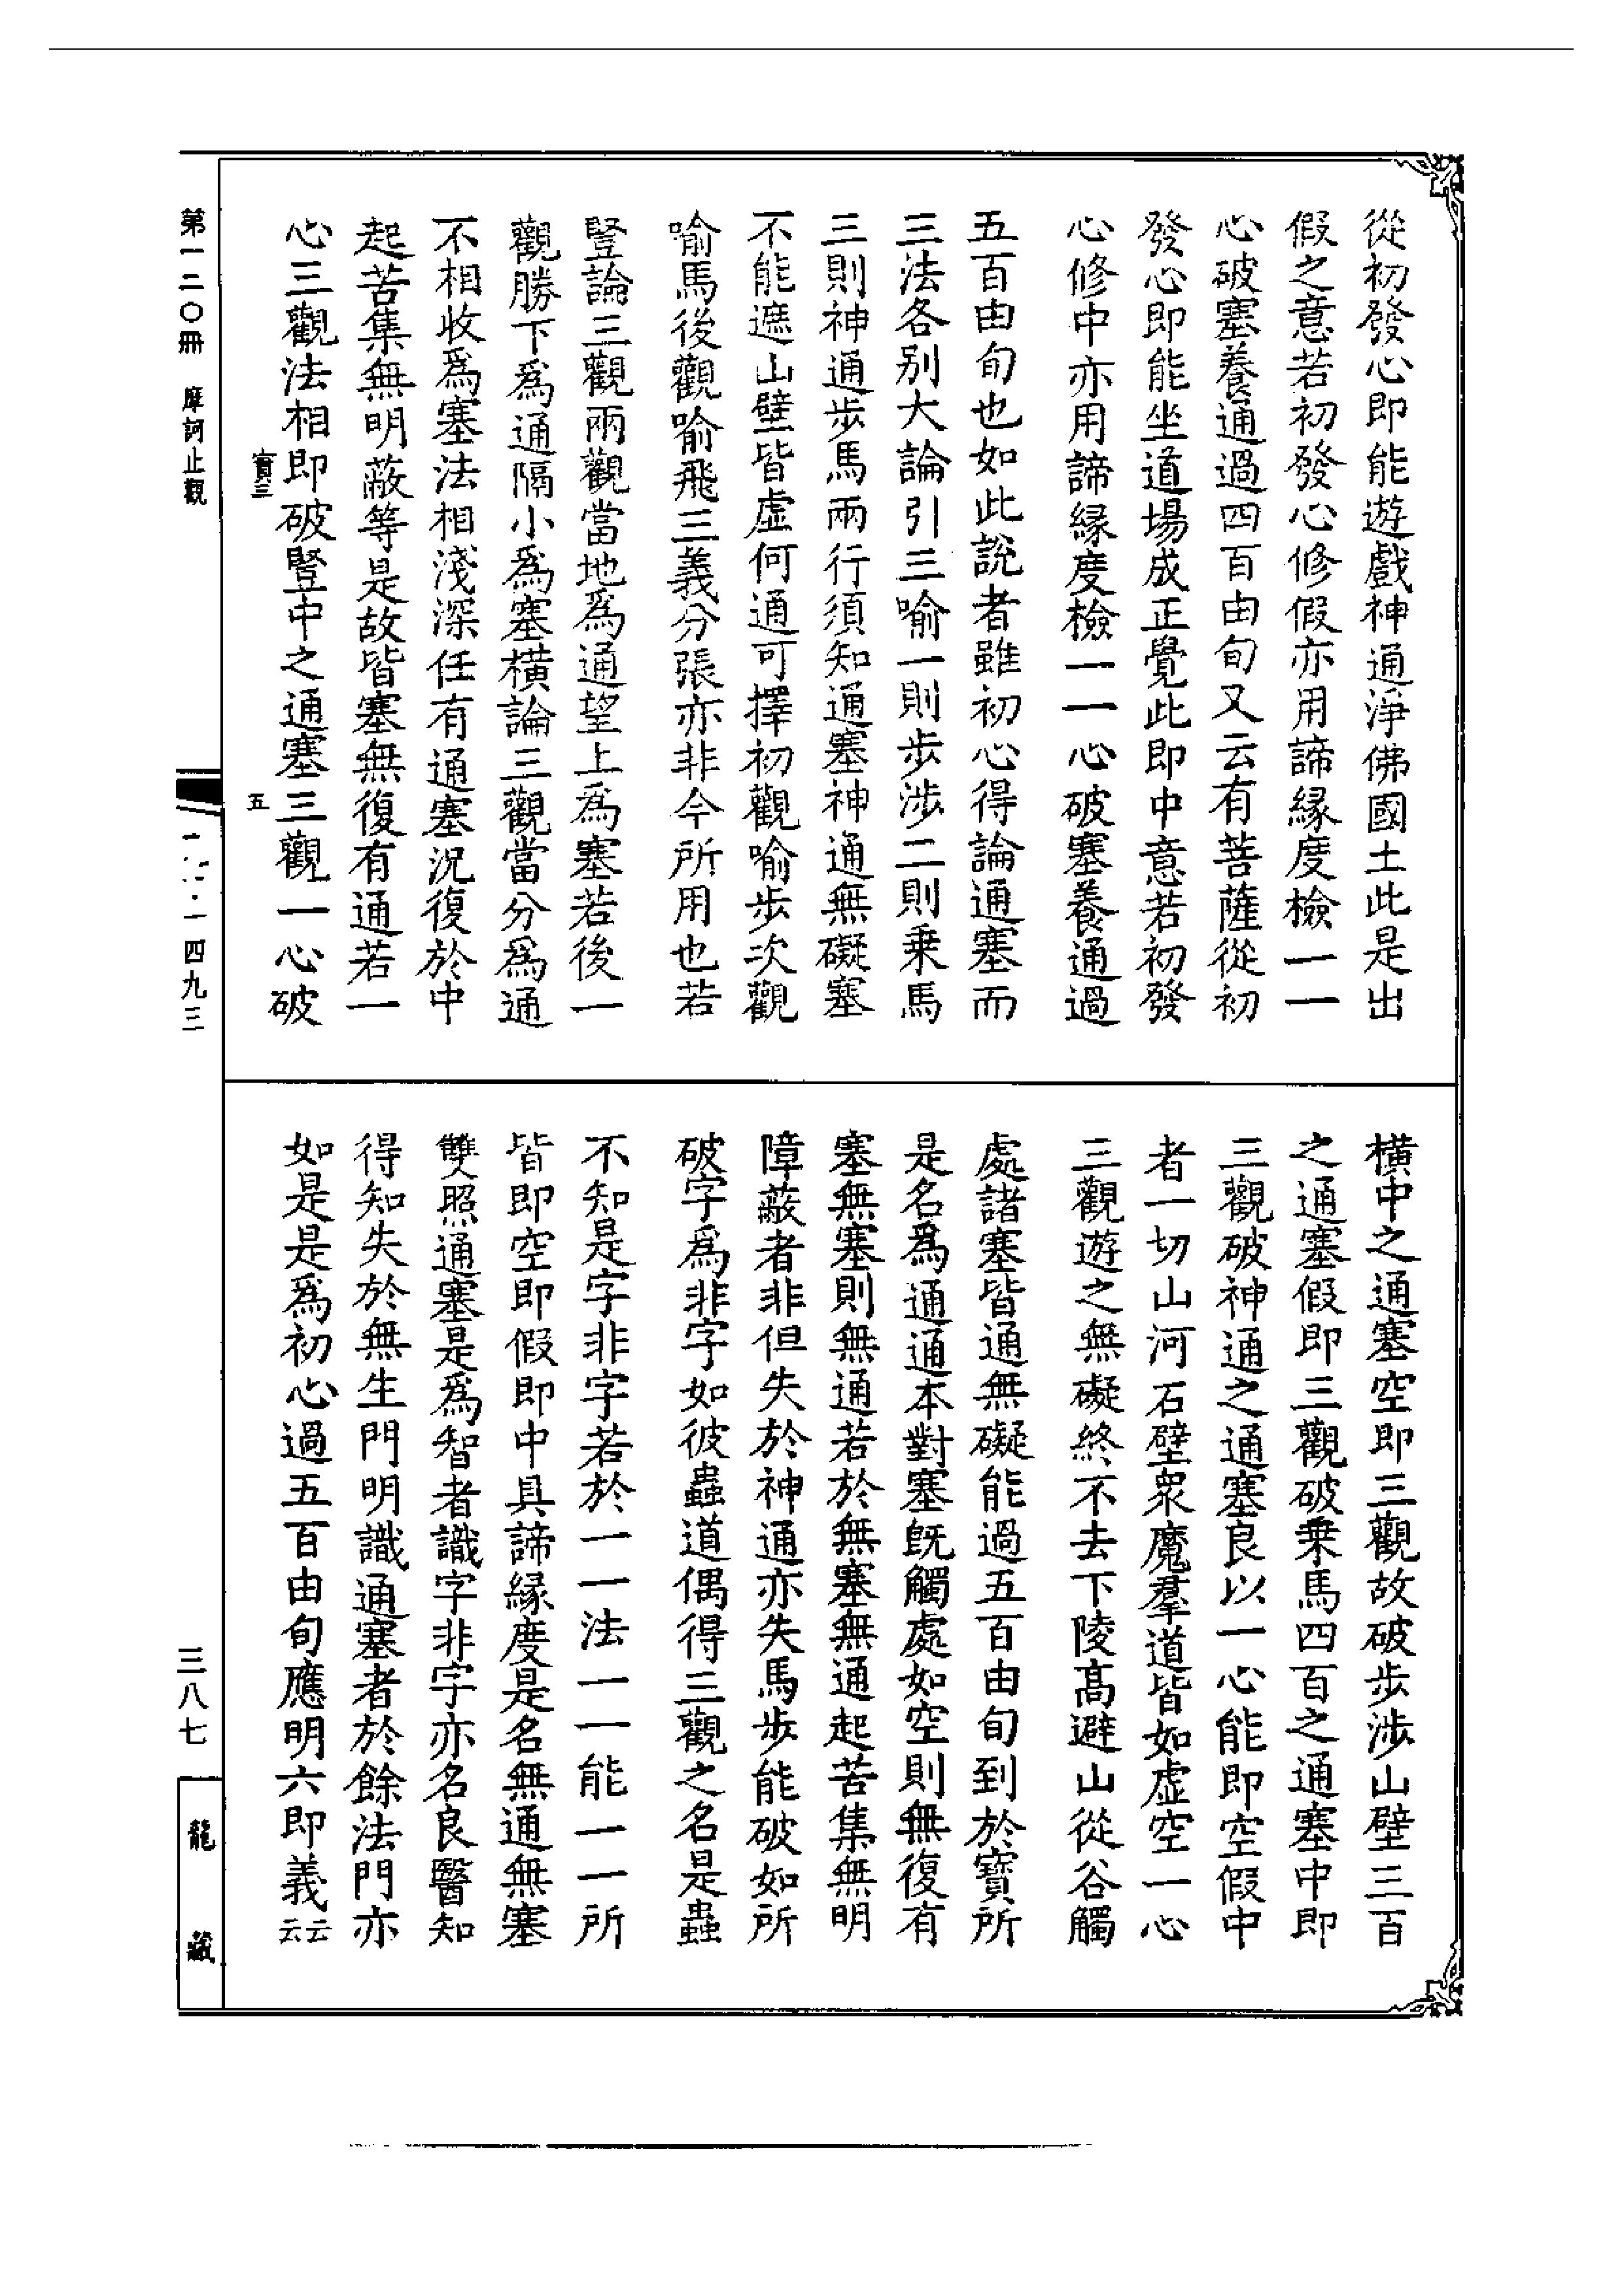 從初發心即能遊戲神通淨佛國土此是出
假之意若初發心修假亦用諦緣度檢一一
心破塞養通過四百由旬又云有菩薩從初
發心即能坐道場成正覺此即中意若初發
心修中亦用諦緣度檢一一心破塞養通過
五百由旬也如此說者雖初心得論通塞而
三法各別大論引三喻一則步涉二則乘馬
三則神通步馬兩行須知通塞神通無礙塞
不能遮山壁皆虛何通可擇初觀喻步次觀
喻馬後觀喻飛三義分張亦非今所用也若
豎論三觀兩觀當地為通望上為塞若後一
觀勝下為通隔小為塞橫論三觀當分為通
不相收為塞法相淺深任有通塞況復於中
起苦集無明蔽等是故皆塞無復有通若一
心三觀法相即破豎中之通塞三觀一心破
橫中之通塞空即三觀故破步涉山壁三百
之通塞假即三觀破乘馬四百之通塞中即
三觀破神通之通塞良以一心能即空假中
者一切山河石壁眾魔羣道皆如虛空一心
三觀遊之無礙終不去下陵高避山從谷觸
處諸塞皆通無礙能過五百由旬到於寶所
是名為通通本對塞既觸處如空則無復有
塞無塞則無通若於無塞無通起苦集無明
障蔽者非但失於神通亦失馬步能破如所
破字為非字如彼蟲道偶得三觀之名是蟲
不知是字非字若於一一法一一能一一所
皆即空即假即中具諦緣度是名無通無塞
雙照通塞是為智者識字非字亦名良醫知
得知失於無生門明識通塞者於餘法門亦
如是是為初心過五百由旬應明六即義云云
寶三
五
第一二〇冊 摩訶止觀
一四九三
三八七
龍藏